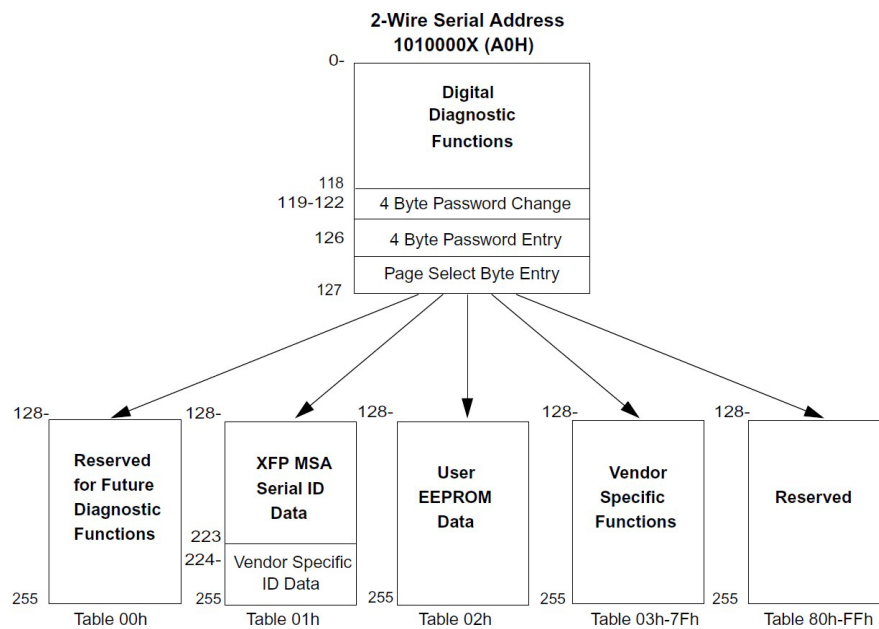 2-Wire Serial Address
1010000X (A0H)
0-
Digital
Diagnostic
Functions
118
119-122
4 Byte Password Change
126
4 Byte Password Entry
Page Select Byte Entry
127
128-
Reserved
for Future
Diagnostic
Functions
255
Table 00h
128-
XFP MSA
Serial ID
Data
223
224-
Vendor Specific
ID Data
255
Table 01h
128-
User
EEPROM
Data
255
Table 02h
128-
Vendor
Specific
Functions
255
Table 03h-7Fh
128-
Reserved
255
Table 80h-FFh